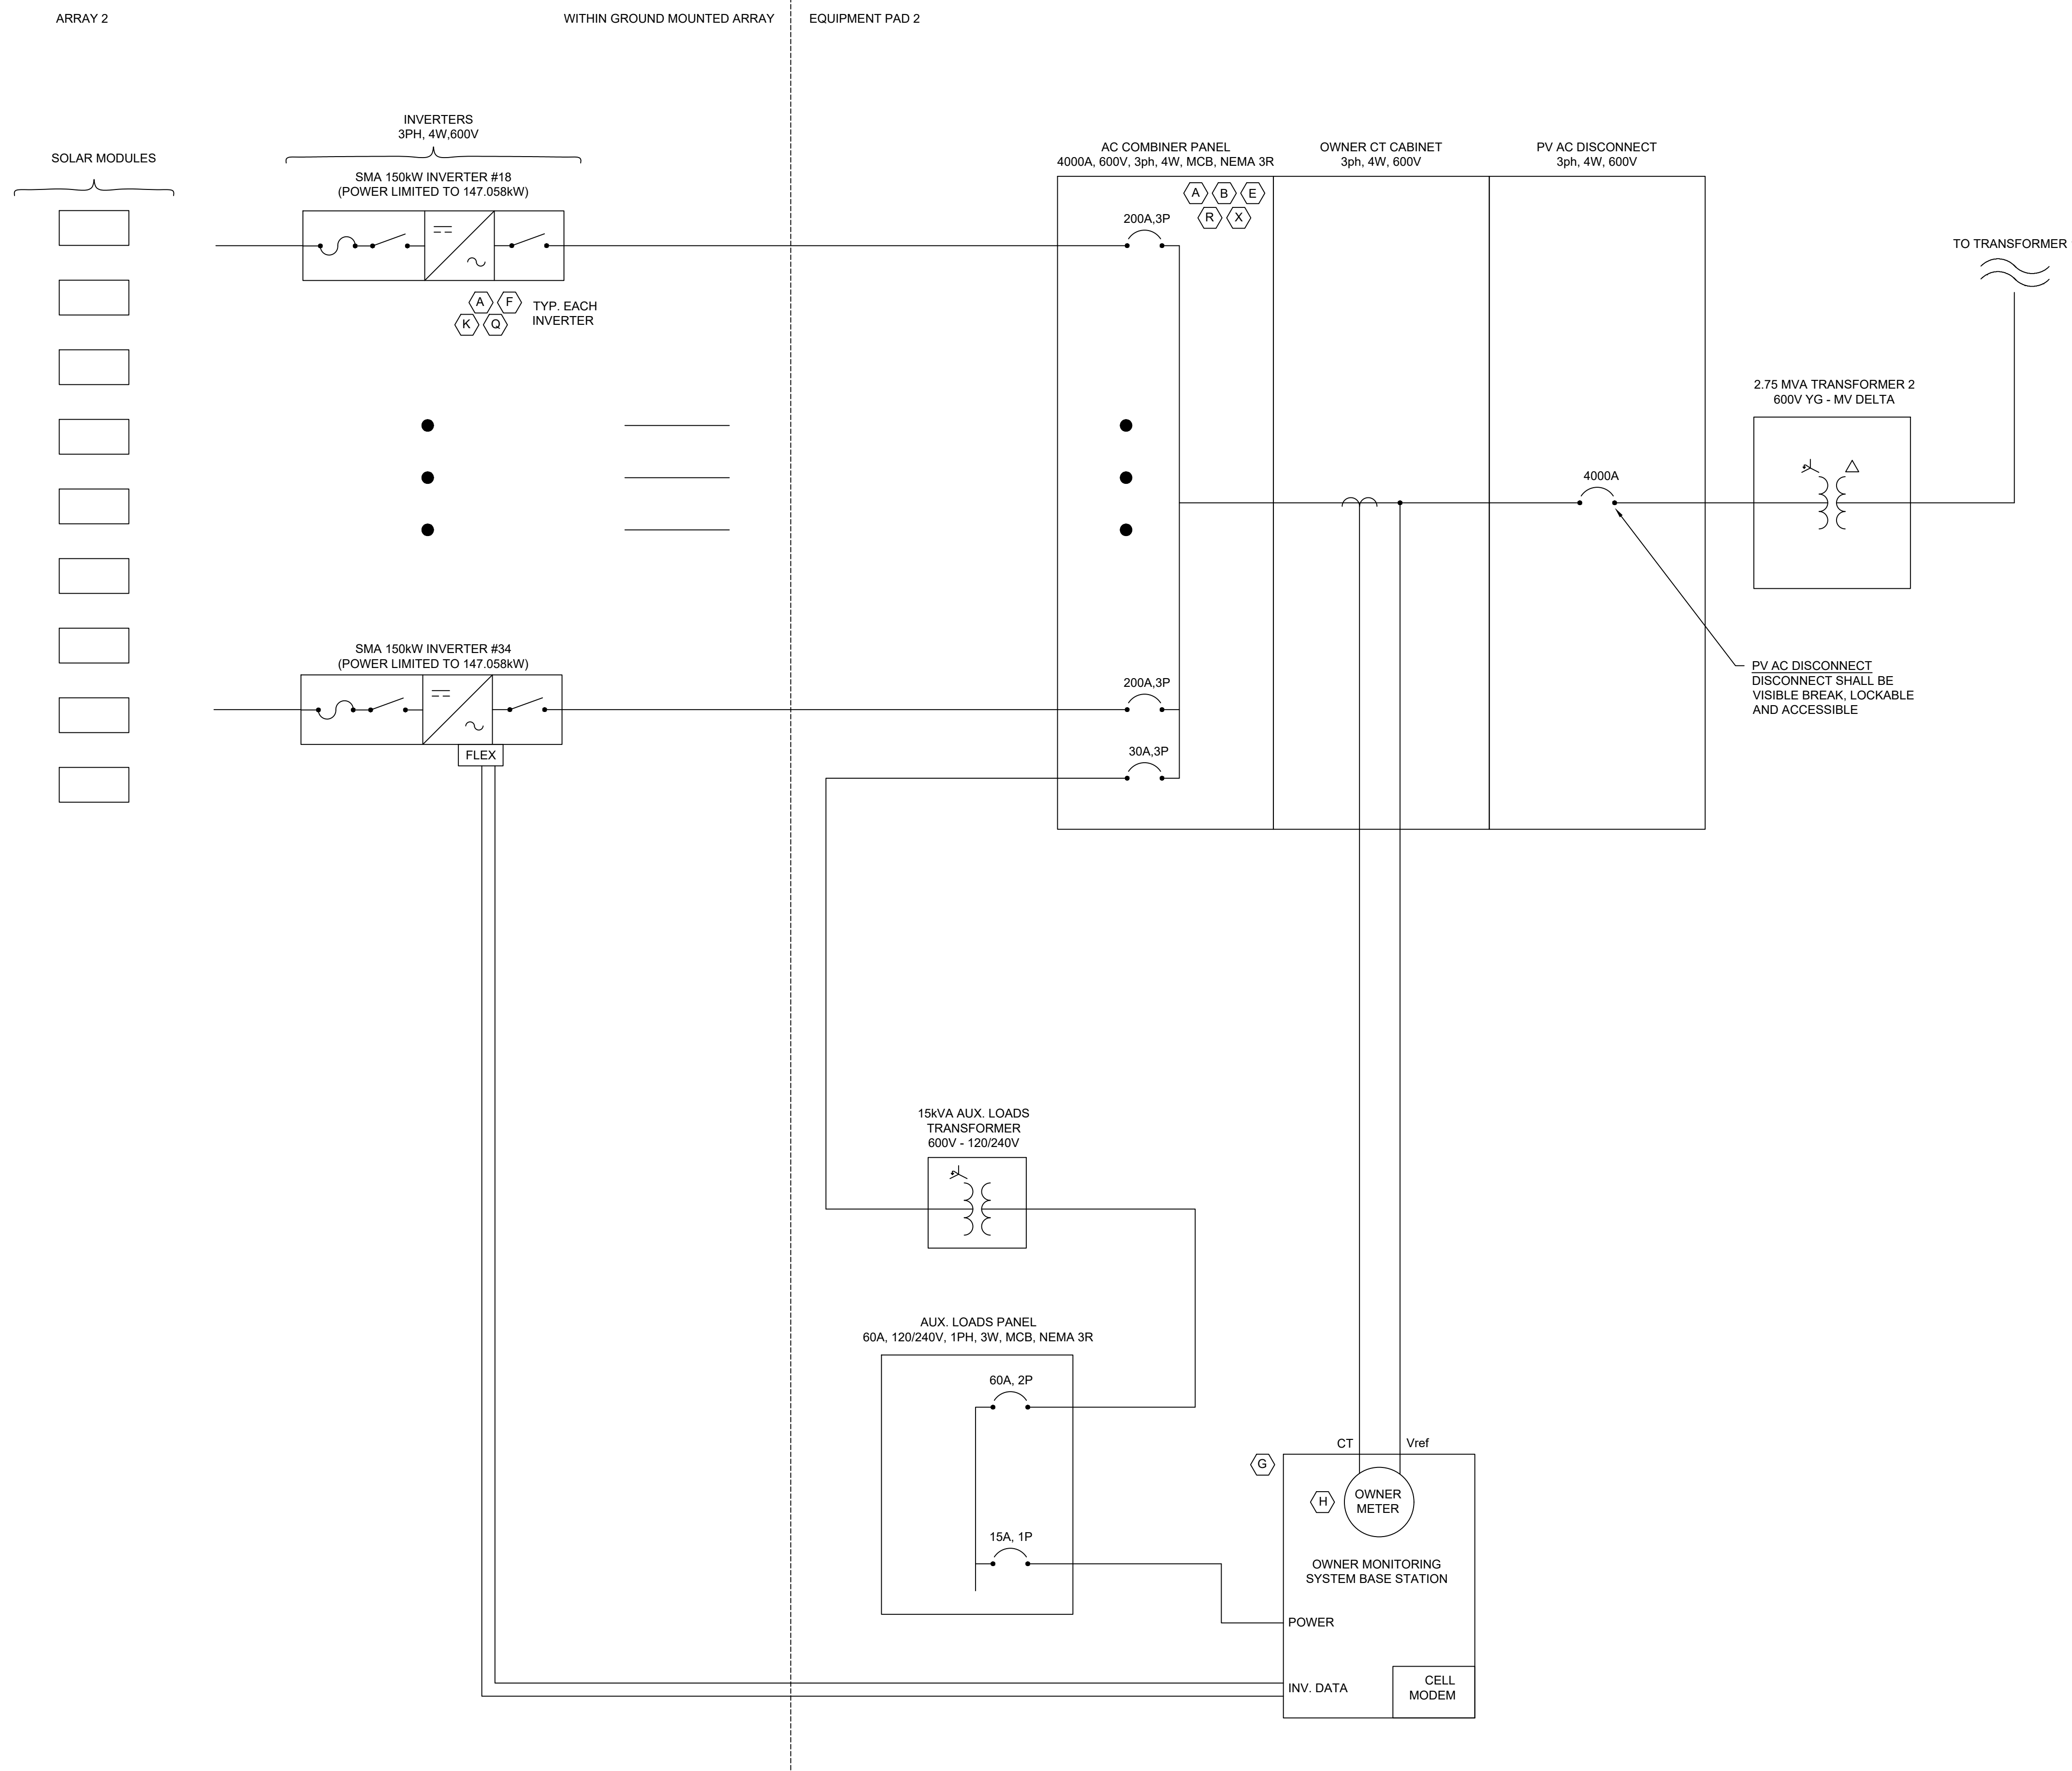 ARRAY 2
WITHIN GROUND MOUNTED ARRAY
EQUIPMENT PAD 2
INVERTERS
3PH, 4W,600V
SOLAR MODULES
SMA 150kW INVERTER #18
(POWER LIMITED TO 147.058kW)
A F
K Q
TYP. EACH
INVERTER
AC COMBINER PANEL
4000A, 600V, 3ph, 4W, MCB, NEMA 3R
OWNER CT CABINET
3ph, 4W, 600V
PV AC DISCONNECT
3ph, 4W, 600V
A B E
R X
200A,3P
TO TRANSFORMER
2.75 MVA TRANSFORMER 2
600V YG - MV DELTA
4000A
PV AC DISCONNECT
DISCONNECT SHALL BE
VISIBLE BREAK, LOCKABLE
AND ACCESSIBLE
SMA 150kW INVERTER #34
(POWER LIMITED TO 147.058kW)
FLEX
200A,3P
30A,3P
15kVA AUX. LOADS
TRANSFORMER
600V - 120/240V
AUX. LOADS PANEL
60A, 120/240V, 1PH, 3W, MCB, NEMA 3R
60A, 2P
15A, 1P
CT
Vref
G
H
OWNER
METER
OWNER MONITORING
SYSTEM BASE STATION
POWER
INV. DATA
CELL
MODEM